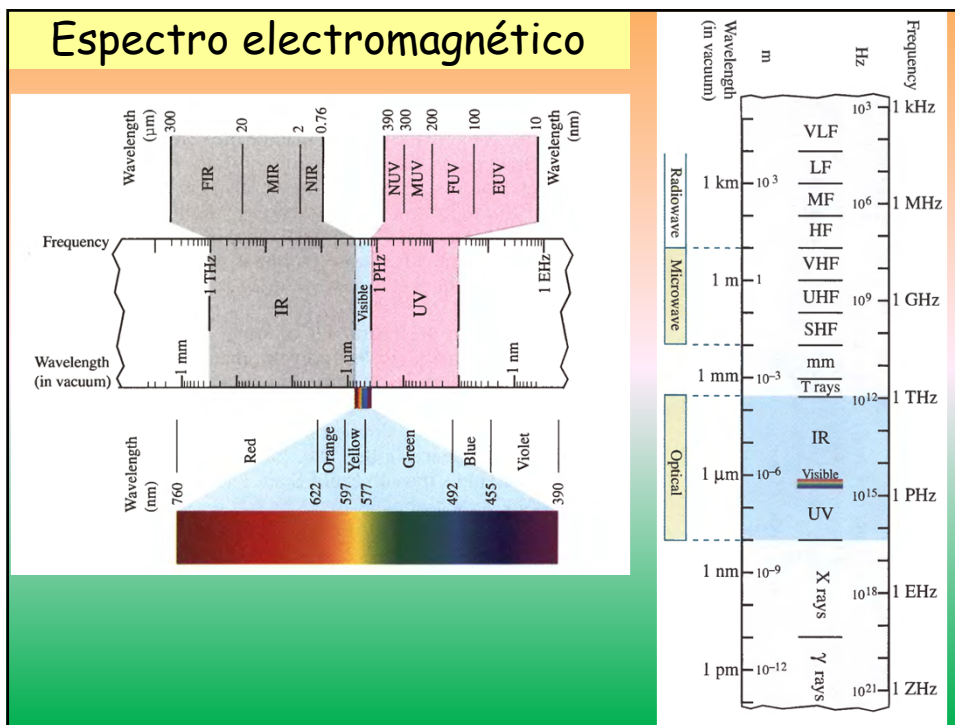 Espectro electromagnético
Wavelength
(μm)
300
20
2
0.76
390
300
200
100
10
Wavelength
(nm)
FIR
MIR
NIR
NUV
MUV
FUV
EUV
Frequency
1 THz
1 PHz
1 EHz
IR
Visible
UV
Wavelength
(in vacuum)
1 mm
1 μm
1 nm
Wavelength
(nm)
760
Red
622
Orange
597
Yellow
577
Green
492
Blue
455
Violet
390
Wavelength
(in vacuum)
m
Hz
Frequency
10³ 1 kHz
VLF
LF
1 km 10³
MF
10⁶ 1 MHz
HF
Radiowave
VHF
1 m 1
UHF
10⁹ 1 GHz
SHF
Microwave
mm
1 mm 10⁻³
T rays
10¹² 1 THz
IR
Optical
1 μm 10⁻⁶
Visible
10¹⁵ 1 PHz
UV
1 nm 10⁻⁹
X rays
10¹⁸ 1 EHz
γ rays
1 pm 10⁻¹²
10²¹ 1 ZHz